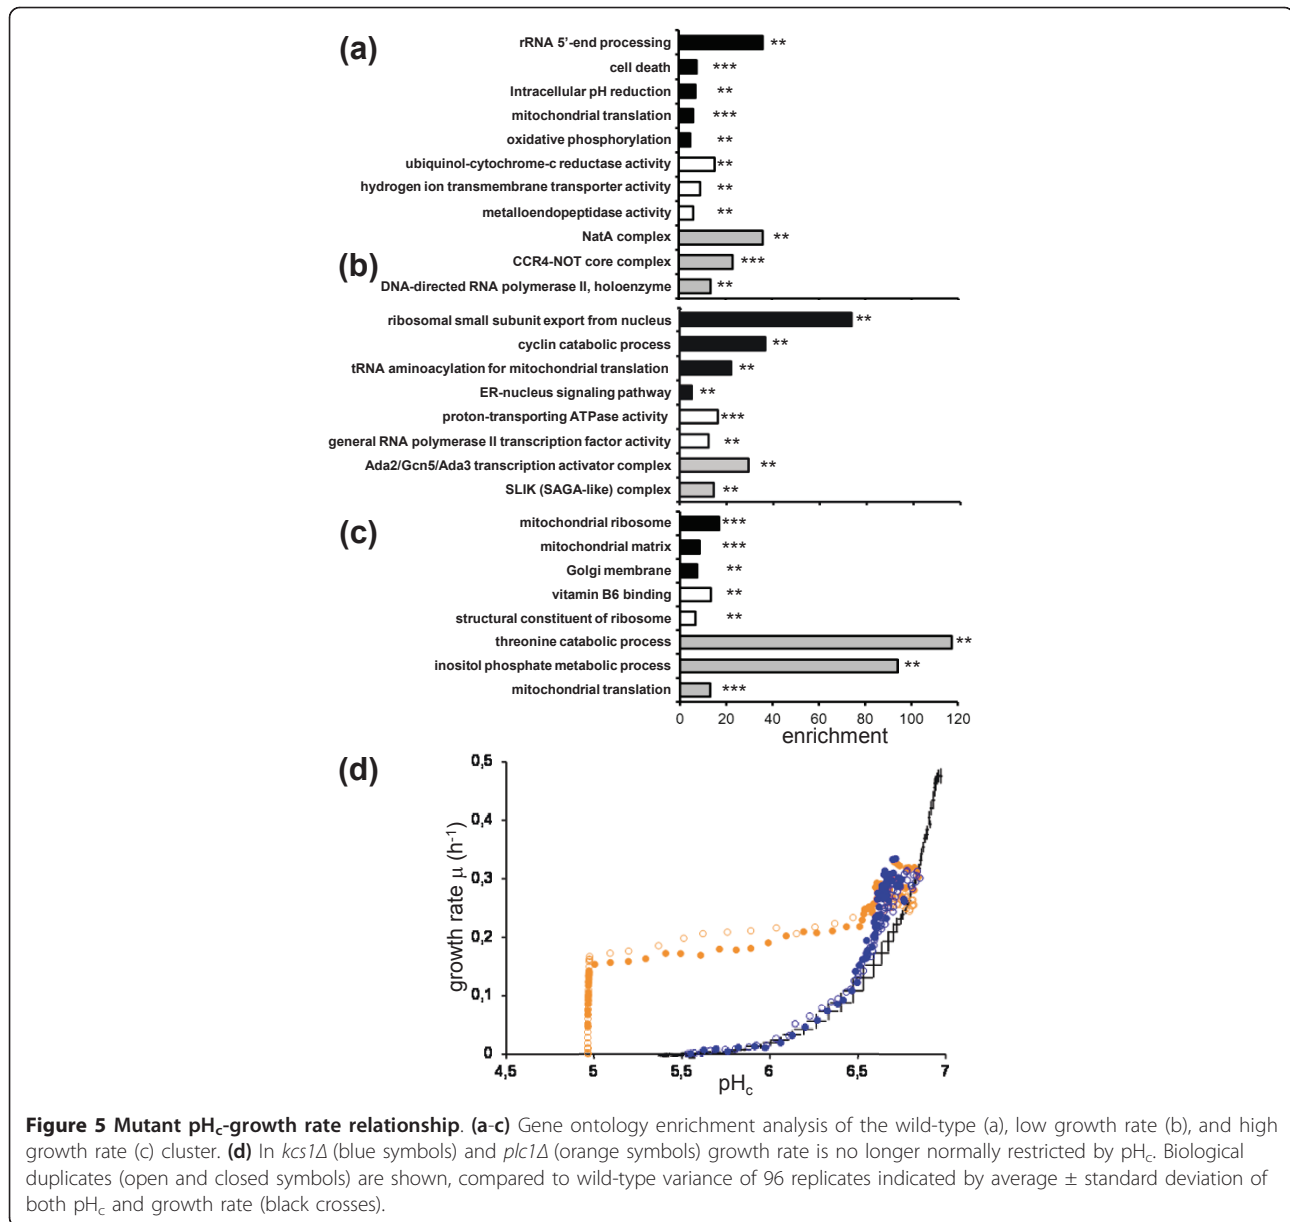 (a)
rRNA 5'-end processing **
cell death ***
Intracellular pH reduction **
mitochondrial translation ***
oxidative phosphorylation **
ubiquinol-cytochrome-c reductase activity **
hydrogen ion transmembrane transporter activity **
metalloendopeptidase activity **
NatA complex **
CCR4-NOT core complex ***
(b)
DNA-directed RNA polymerase II, holoenzyme **
ribosomal small subunit export from nucleus **
cyclin catabolic process **
tRNA aminoacylation for mitochondrial translation **
ER-nucleus signaling pathway **
proton-transporting ATPase activity ***
general RNA polymerase II transcription factor activity **
Ada2/Gcn5/Ada3 transcription activator complex **
SLIK (SAGA-like) complex **
(c)
mitochondrial ribosome ***
mitochondrial matrix ***
Golgi membrane **
vitamin B6 binding **
structural constituent of ribosome **
threonine catabolic process **
inositol phosphate metabolic process **
mitochondrial translation ***
0 20 40 60 80 100 120
enrichment
(d)
growth rate μ (h-1)
0,5
0,4
0,3
0,2
0,1
0
4,5 5 5,5 6 6,5 7
pHc
Figure 5 Mutant pHc-growth rate relationship. (a-c) Gene ontology enrichment analysis of the wild-type (a), low growth rate (b), and high
growth rate (c) cluster. (d) In kcs1Δ (blue symbols) and plc1Δ (orange symbols) growth rate is no longer normally restricted by pHc. Biological
duplicates (open and closed symbols) are shown, compared to wild-type variance of 96 replicates indicated by average ± standard deviation of
both pHc and growth rate (black crosses).